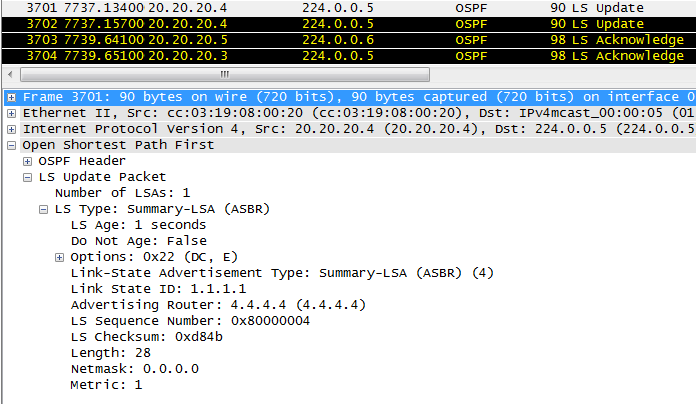 3701 7737.13400 20.20.20.4 224.0.0.5 OSPF 90 LS Update
3702 7737.15700 20.20.20.4 224.0.0.5 OSPF 90 LS Update
3703 7739.64100 20.20.20.5 224.0.0.6 OSPF 98 LS Acknowledge
3704 7739.65100 20.20.20.3 224.0.0.5 OSPF 98 LS Acknowledge
Frame 3701: 90 bytes on wire (720 bits), 90 bytes captured (720 bits) on interface 0
Ethernet II, Src: cc:03:19:08:00:20 (cc:03:19:08:00:20), Dst: IPv4mcast_00:00:05 (01
Internet Protocol Version 4, Src: 20.20.20.4 (20.20.20.4), Dst: 224.0.0.5 (224.0.0.5
Open Shortest Path First
OSPF Header
LS Update Packet
Number of LSAs: 1
LS Type: Summary-LSA (ASBR)
LS Age: 1 seconds
Do Not Age: False
Options: 0x22 (DC, E)
Link-State Advertisement Type: Summary-LSA (ASBR) (4)
Link State ID: 1.1.1.1
Advertising Router: 4.4.4.4 (4.4.4.4)
LS Sequence Number: 0x80000004
LS Checksum: 0xd84b
Length: 28
Netmask: 0.0.0.0
Metric: 1